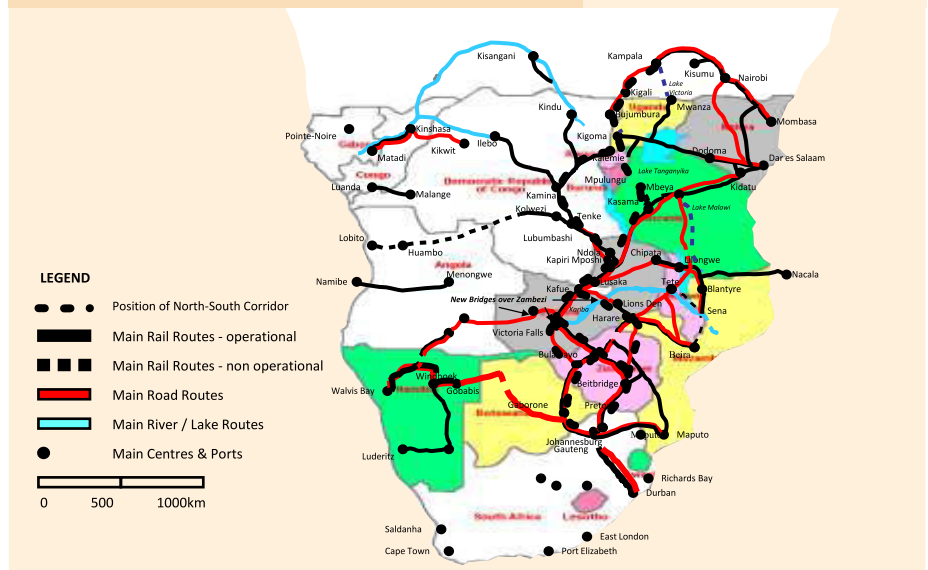 Kisangani
Kampala
Kisumu
Nairobi
Lake
Victoria
Kigali
Mwanza
Kindu
Bujumbura
Uganda
Mombasa
Pointe-Noire
Kinshasa
Ilebo
Kigoma
Kikwit
Matadi
Kalemie
Dodoma
Dar es Salaam
Congo
Lake Tanganyika
Mpulungu
Democratic Republic
of Congo
Burundi
Luanda
Malange
Kamina
Mbeya
Kidatu
Kasama
Lake Malawi
Kolwezi
Tenke
Lobito
Huambo
Lubumbashi
Ndola
Chipata
Kapiri Mposhi
Angola
Namibe
Menongwe
Nacala
LEGEND
Position of North-South Corridor
Main Rail Routes - operational
Main Rail Routes - non operational
Main Road Routes
Main River / Lake Routes
Main Centres & Ports
0 500 1000km
Kafue
Lusaka
Tete
Blantyre
New Bridges over Zambezi
Kariba
Lions Den
Sena
Harare
Victoria Falls
Beira
Bulawayo
Windhoek
Walvis Bay
Gobabis
Beitbridge
Gaborone
Botswana
Johannesburg
Gauteng
Maputo
Luderitz
Richards Bay
Durban
South Africa
Lesotho
Saldanha
East London
Cape Town
Port Elizabeth